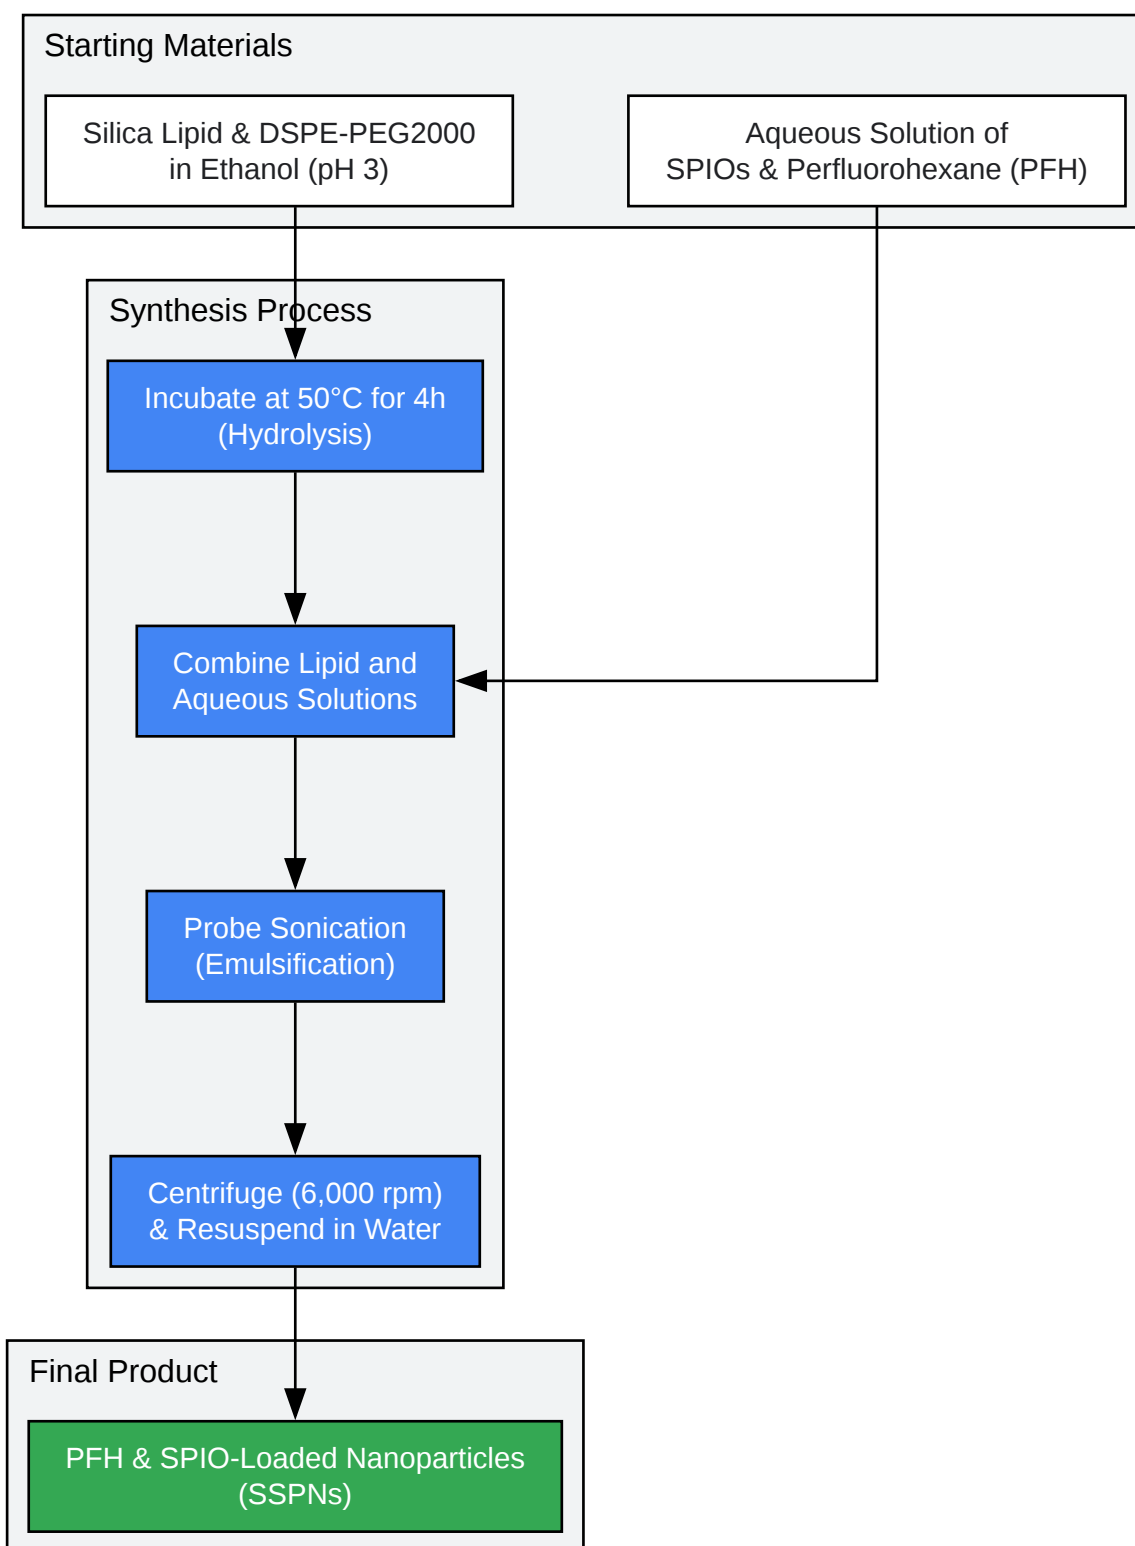 Starting Materials
Silica Lipid & DSPE-PEG2000
in Ethanol (pH 3)
Aqueous Solution of
SPIOs & Perfluorohexane (PFH)
Synthesis Process
Incubate at 50°C for 4h
(Hydrolysis)
Combine Lipid and
Aqueous Solutions
Probe Sonication
(Emulsification)
Centrifuge (6,000 rpm)
& Resuspend in Water
Final Product
PFH & SPIO-Loaded Nanoparticles
(SSPNs)